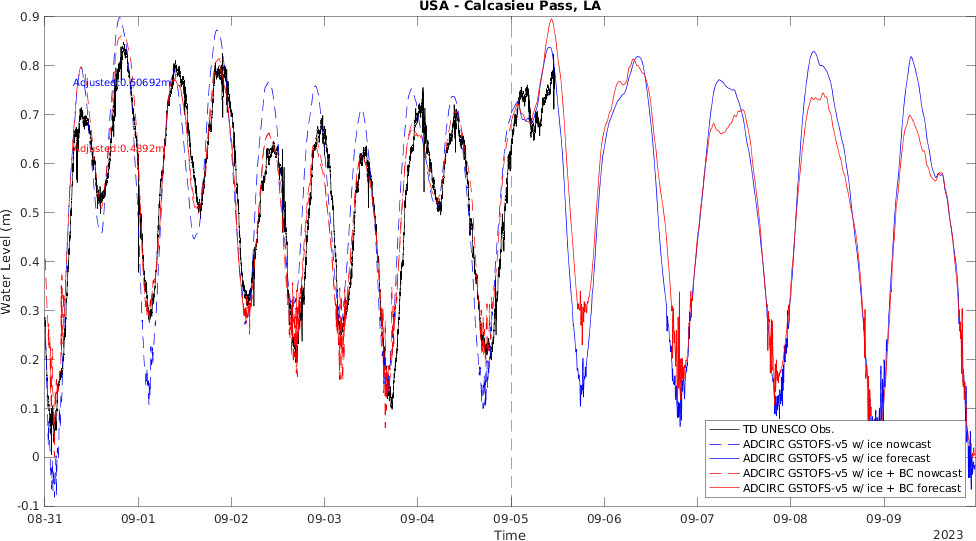 USA - Calcasieu Pass, LA
0.9
0.8
0.7
0.6
0.5
0.4
0.3
0.2
0.1
0
-0.1
Water Level (m)
Adjusted:0.50692m
Adjusted:0.4892m
TD UNESCO Obs.
ADCIRC GSTOFS-v5 w/ ice nowcast
ADCIRC GSTOFS-v5 w/ ice forecast
ADCIRC GSTOFS-v5 w/ ice + BC nowcast
ADCIRC GSTOFS-v5 w/ ice + BC forecast
08-31 09-01 09-02 09-03 09-04 09-05 09-06 09-07 09-08 09-09
Time
2023